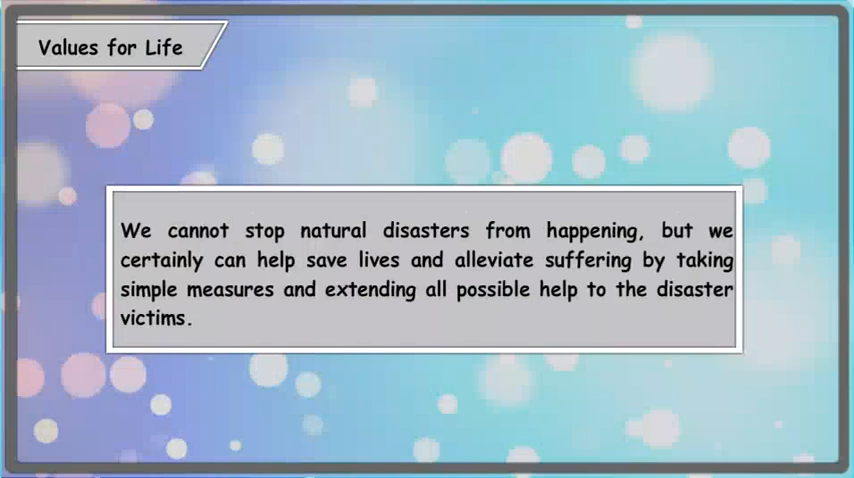 Values for Life
We cannot stop natural disasters from happening, but we
certainly can help save lives and alleviate suffering by taking
simple measures and extending all possible help to the disaster
victims.